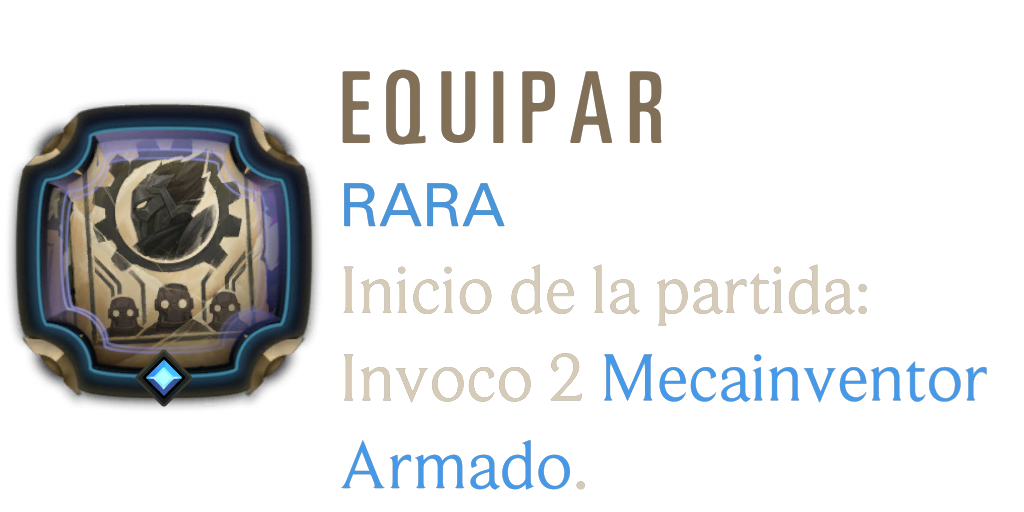 EQUIPAR
RARA
Inicio de la partida:
Invoco 2 Mecainventor
Armado.